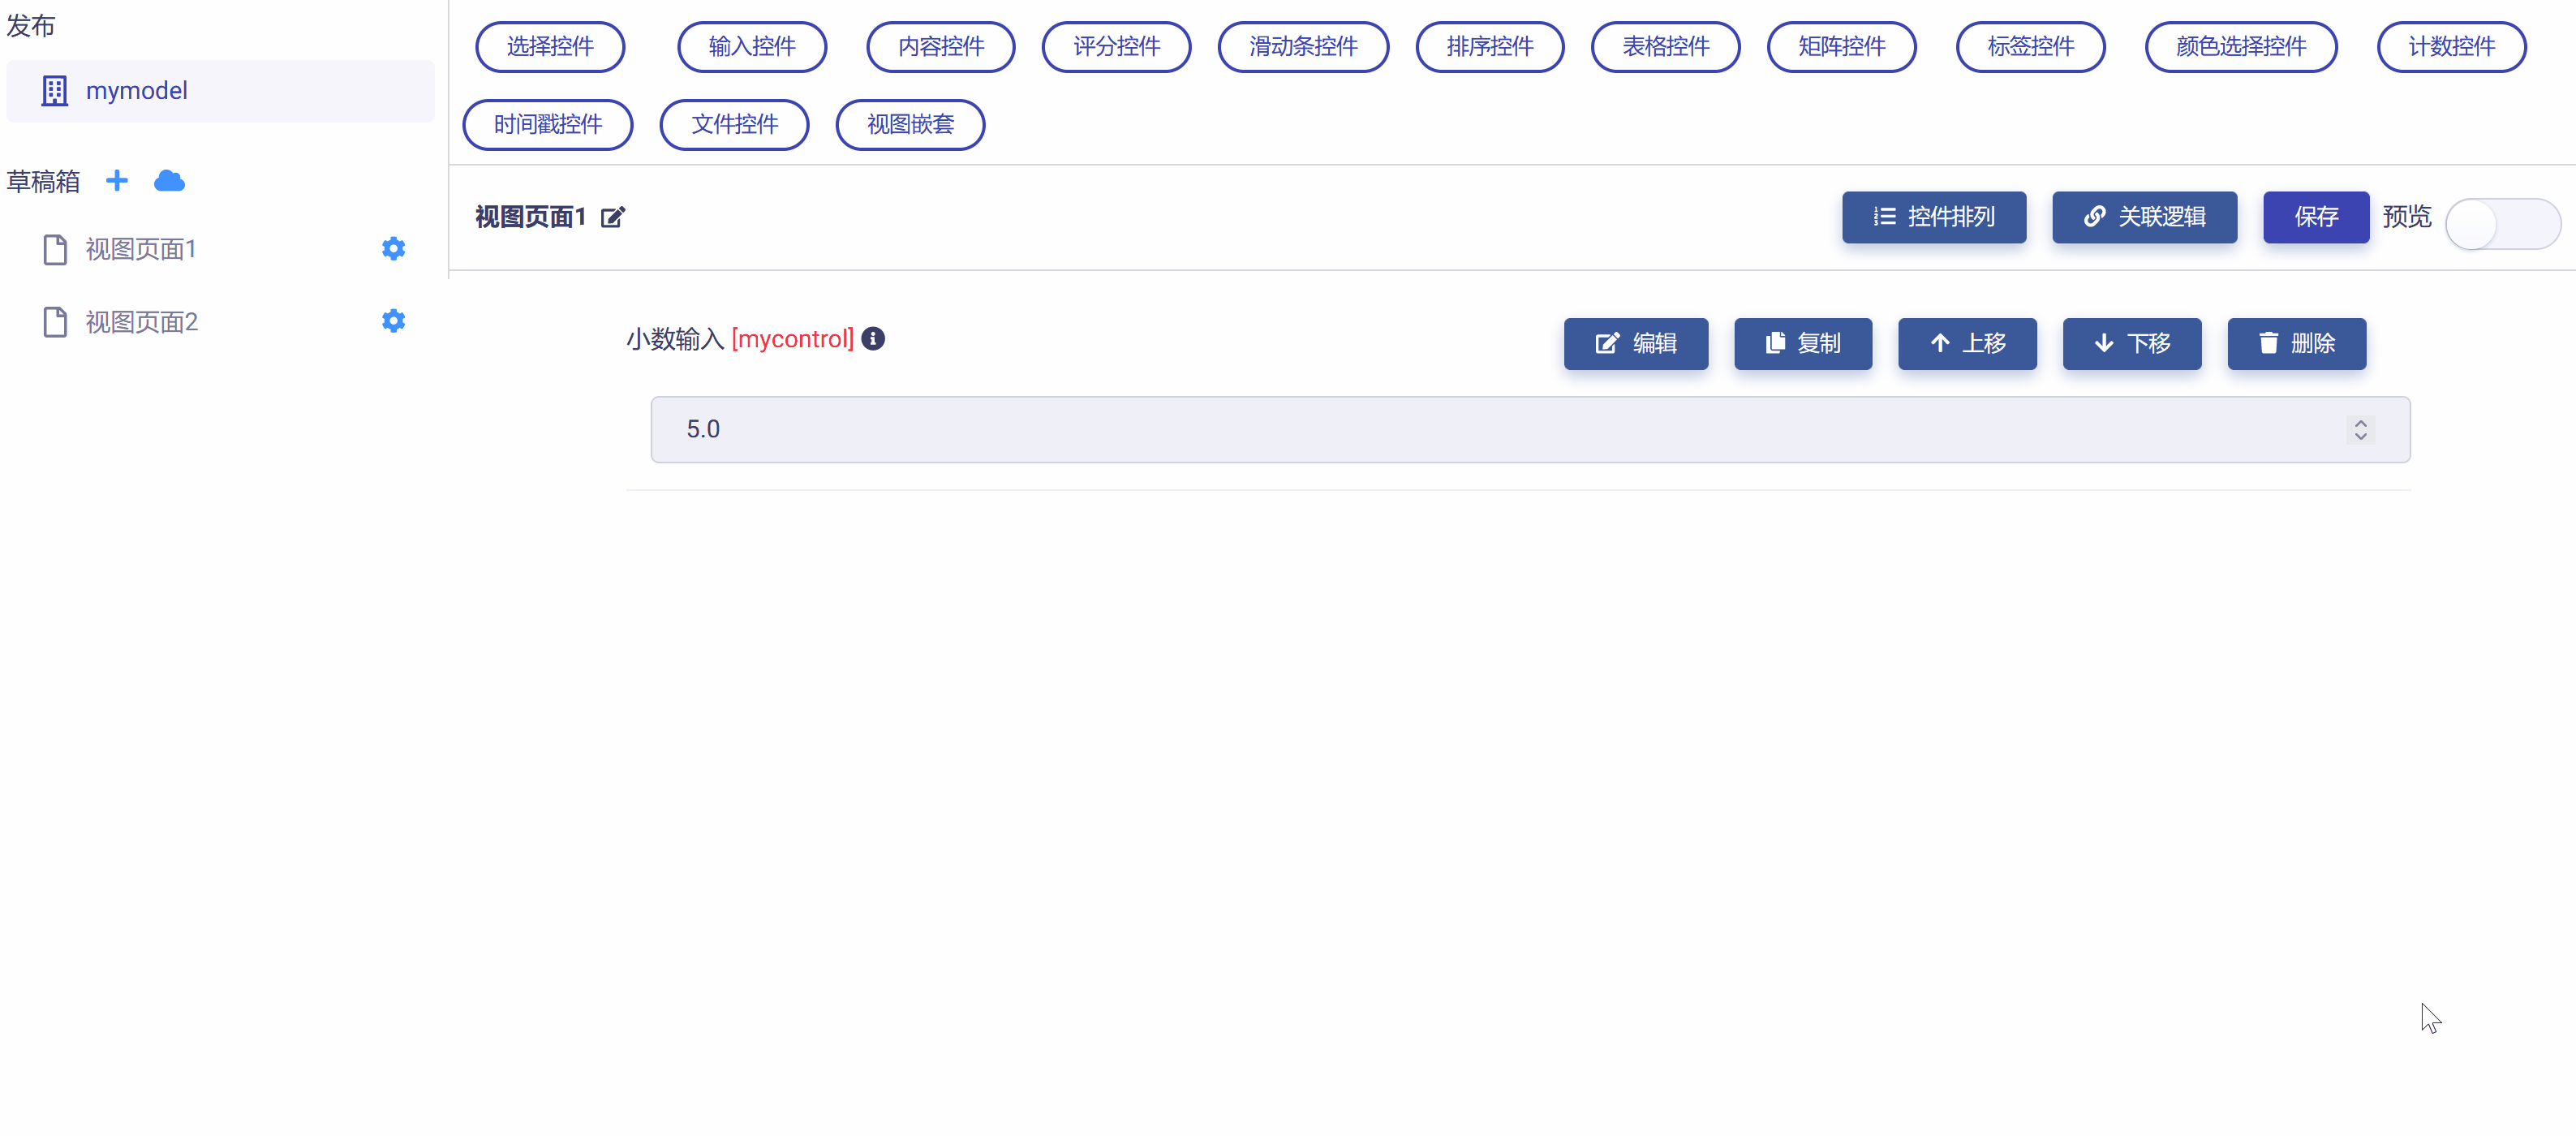 发布
mymodel
草稿箱
视图页面1
视图页面2
选择控件 输入控件 内容控件 评分控件 滑动条控件 排序控件 表格控件 矩阵控件 标签控件 颜色选择控件 计数控件
时间戳控件 文件控件 视图嵌套
视图页面1 控件排列 关联逻辑 保存 预览
小数输入 [mycontrol] 编辑 复制 上移 下移 删除
5.0